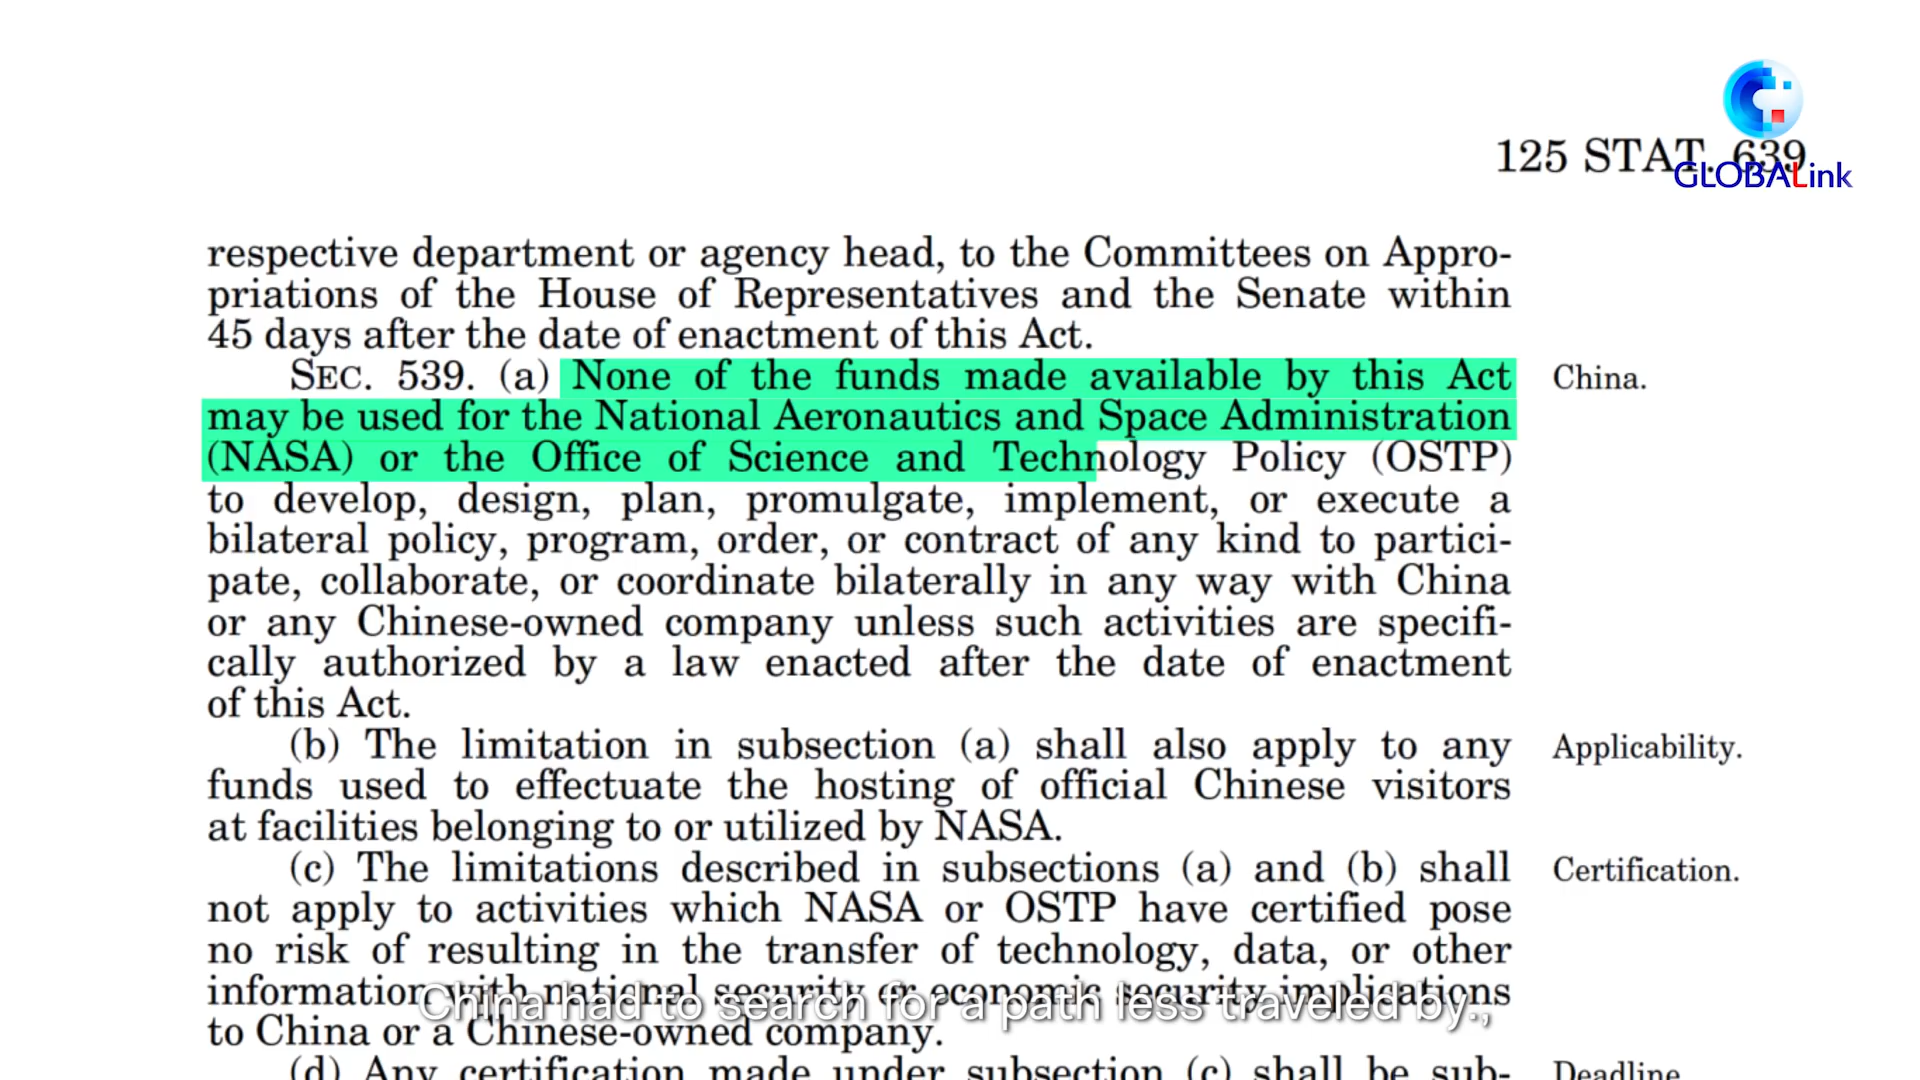 125 STAT. 639
GLOBALink
respective department or agency head, to the Committees on Appro-
priations of the House of Representatives and the Senate within
45 days after the date of enactment of this Act.
SEC. 539. (a) None of the funds made available by this Act
China.
may be used for the National Aeronautics and Space Administration
(NASA) or the Office of Science and Technology Policy (OSTP)
to develop, design, plan, promulgate, implement, or execute a
bilateral policy, program, order, or contract of any kind to partici-
pate, collaborate, or coordinate bilaterally in any way with China
or any Chinese-owned company unless such activities are specifi-
cally authorized by a law enacted after the date of enactment
of this Act.
(b) The limitation in subsection (a) shall also apply to any
Applicability.
funds used to effectuate the hosting of official Chinese visitors
at facilities belonging to or utilized by NASA.
(c) The limitations described in subsections (a) and (b) shall
Certification.
not apply to activities which NASA or OSTP have certified pose
no risk of resulting in the transfer of technology, data, or other
information with national security or economic security implications
China had to search for a path less traveled by.,
to China or a Chinese-owned company.
(d) Any certification made under subsection (c) shall be sub-
Deadline